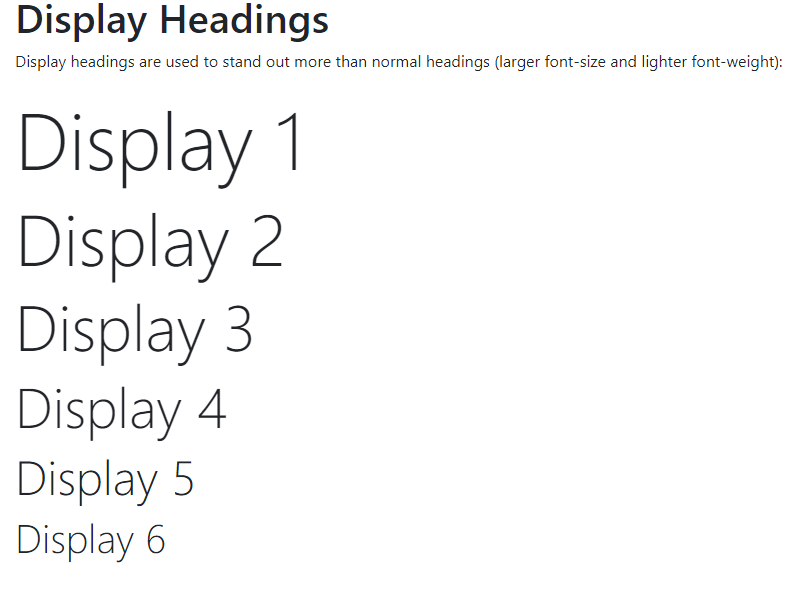 Display Headings
Display headings are used to stand out more than normal headings (larger font-size and lighter font-weight):
Display 1
Display 2
Display 3
Display 4
Display 5
Display 6